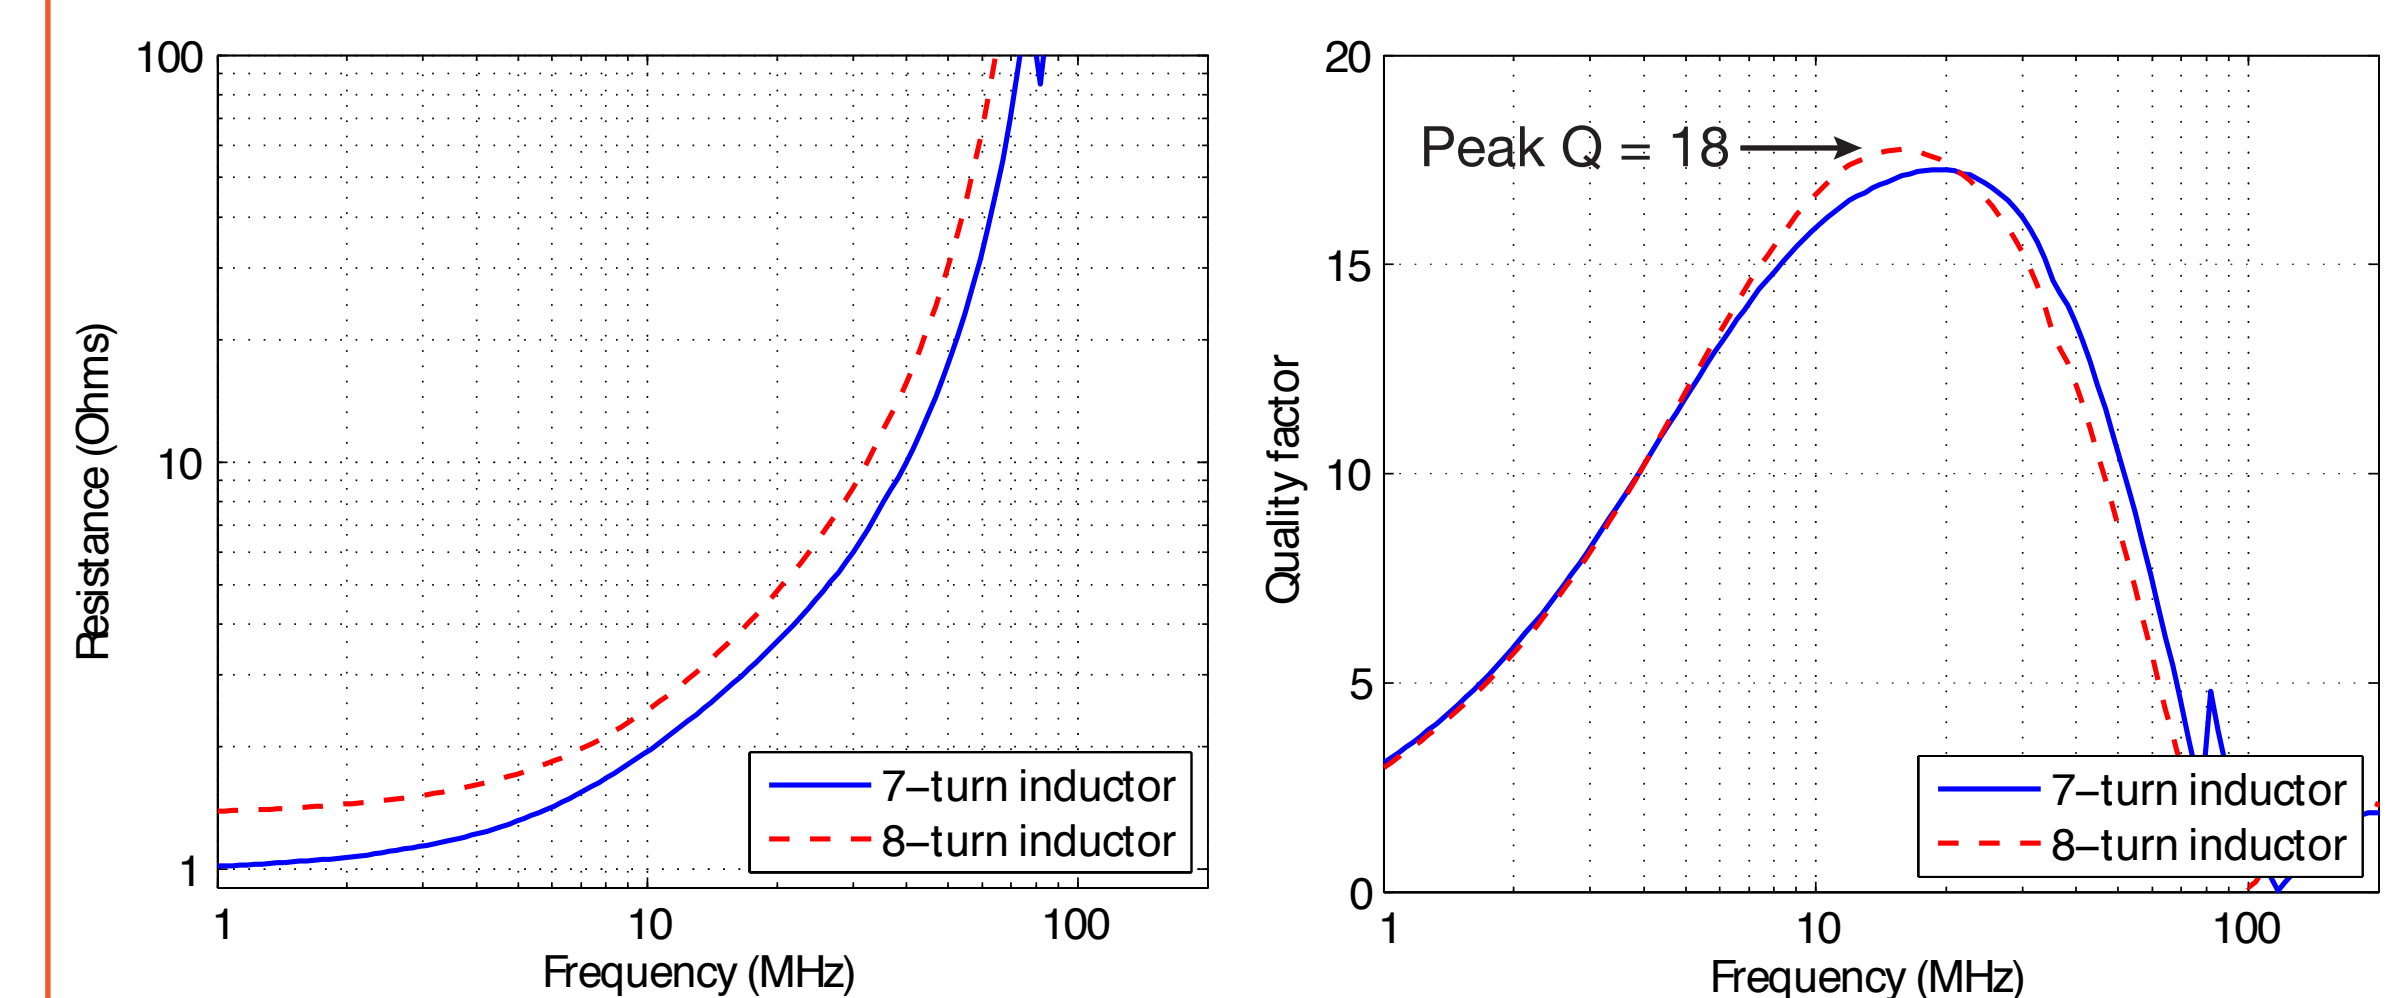 100
10
1
Resistance (Ohms)
1
10
100
Frequency (MHz)
7–turn inductor
8–turn inductor
20
15
10
5
0
Quality factor
Peak Q = 18
1
10
100
Frequency (MHz)
7–turn inductor
8–turn inductor